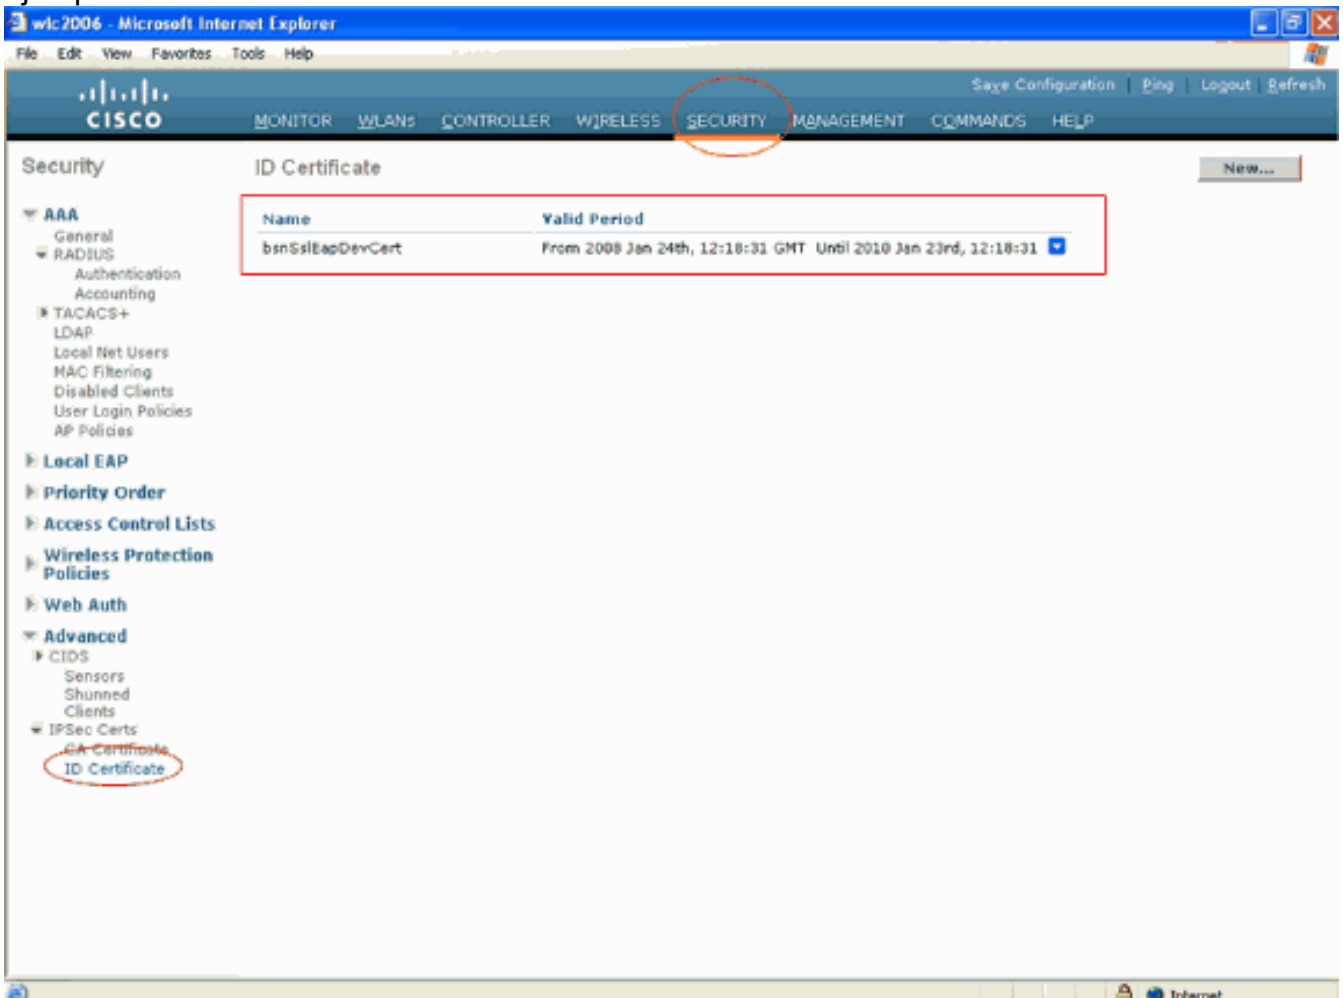 wlc2006 - Microsoft Internet Explorer
File Edit View Favorites Tools Help
Save Configuration | Ping | Logout | Refresh
CISCO
MONITOR WLANs CONTROLLER WIRELESS SECURITY MANAGEMENT COMMANDS HELP
Security
ID Certificate
New...
Name Valid Period
bsnSslEapDevCert From 2008 Jan 24th, 12:18:31 GMT Until 2010 Jan 23rd, 12:18:31
AAA
General
RADIUS
Authentication
Accounting
TACACS+
LDAP
Local Net Users
MAC Filtering
Disabled Clients
User Login Policies
AP Policies
Local EAP
Priority Order
Access Control Lists
Wireless Protection
Policies
Web Auth
Advanced
CIDS
Sensors
Shunned
Clients
IPSec Certs
CA Certificate
ID Certificate
Internet